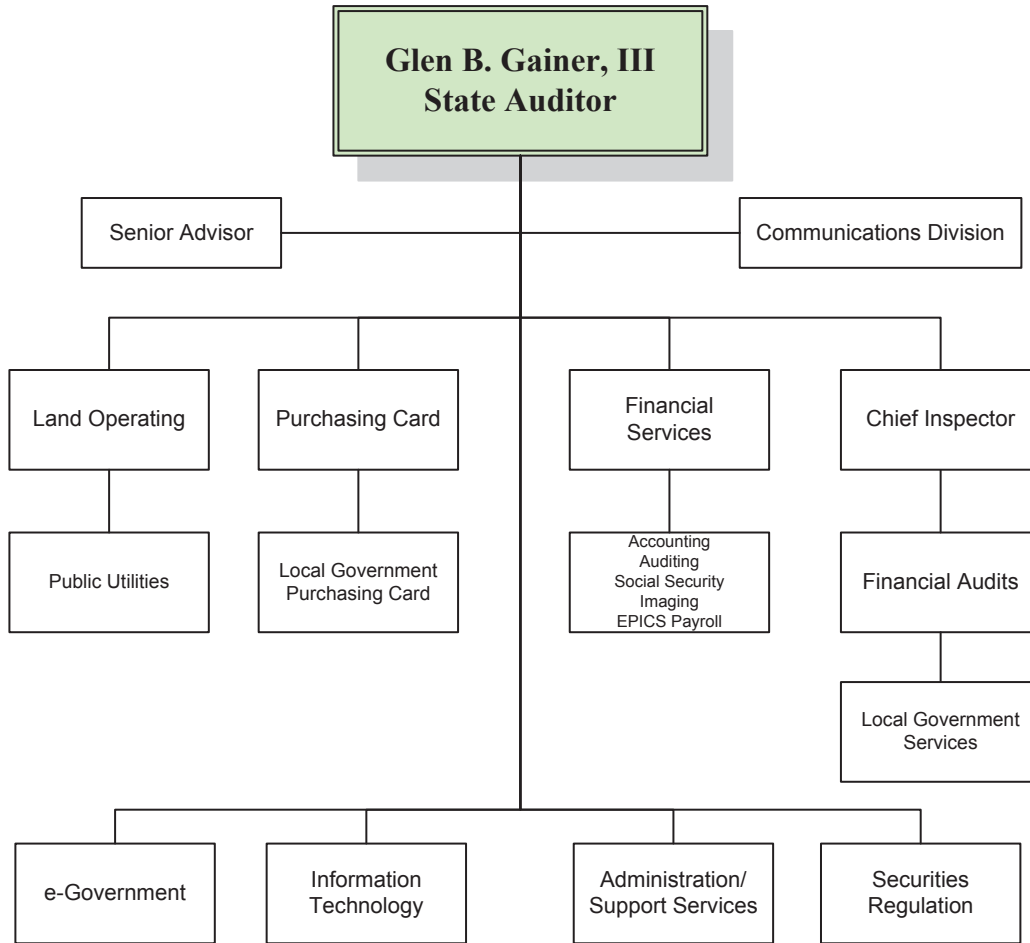 Glen B. Gainer, III
State Auditor
Senior Advisor
Communications Division
Land Operating
Purchasing Card
Financial
Services
Chief Inspector
Public Utilities
Local Government
Purchasing Card
Accounting
Auditing
Social Security
Imaging
EPICS Payroll
Financial Audits
Local Government
Services
e-Government
Information
Technology
Administration/
Support Services
Securities
Regulation